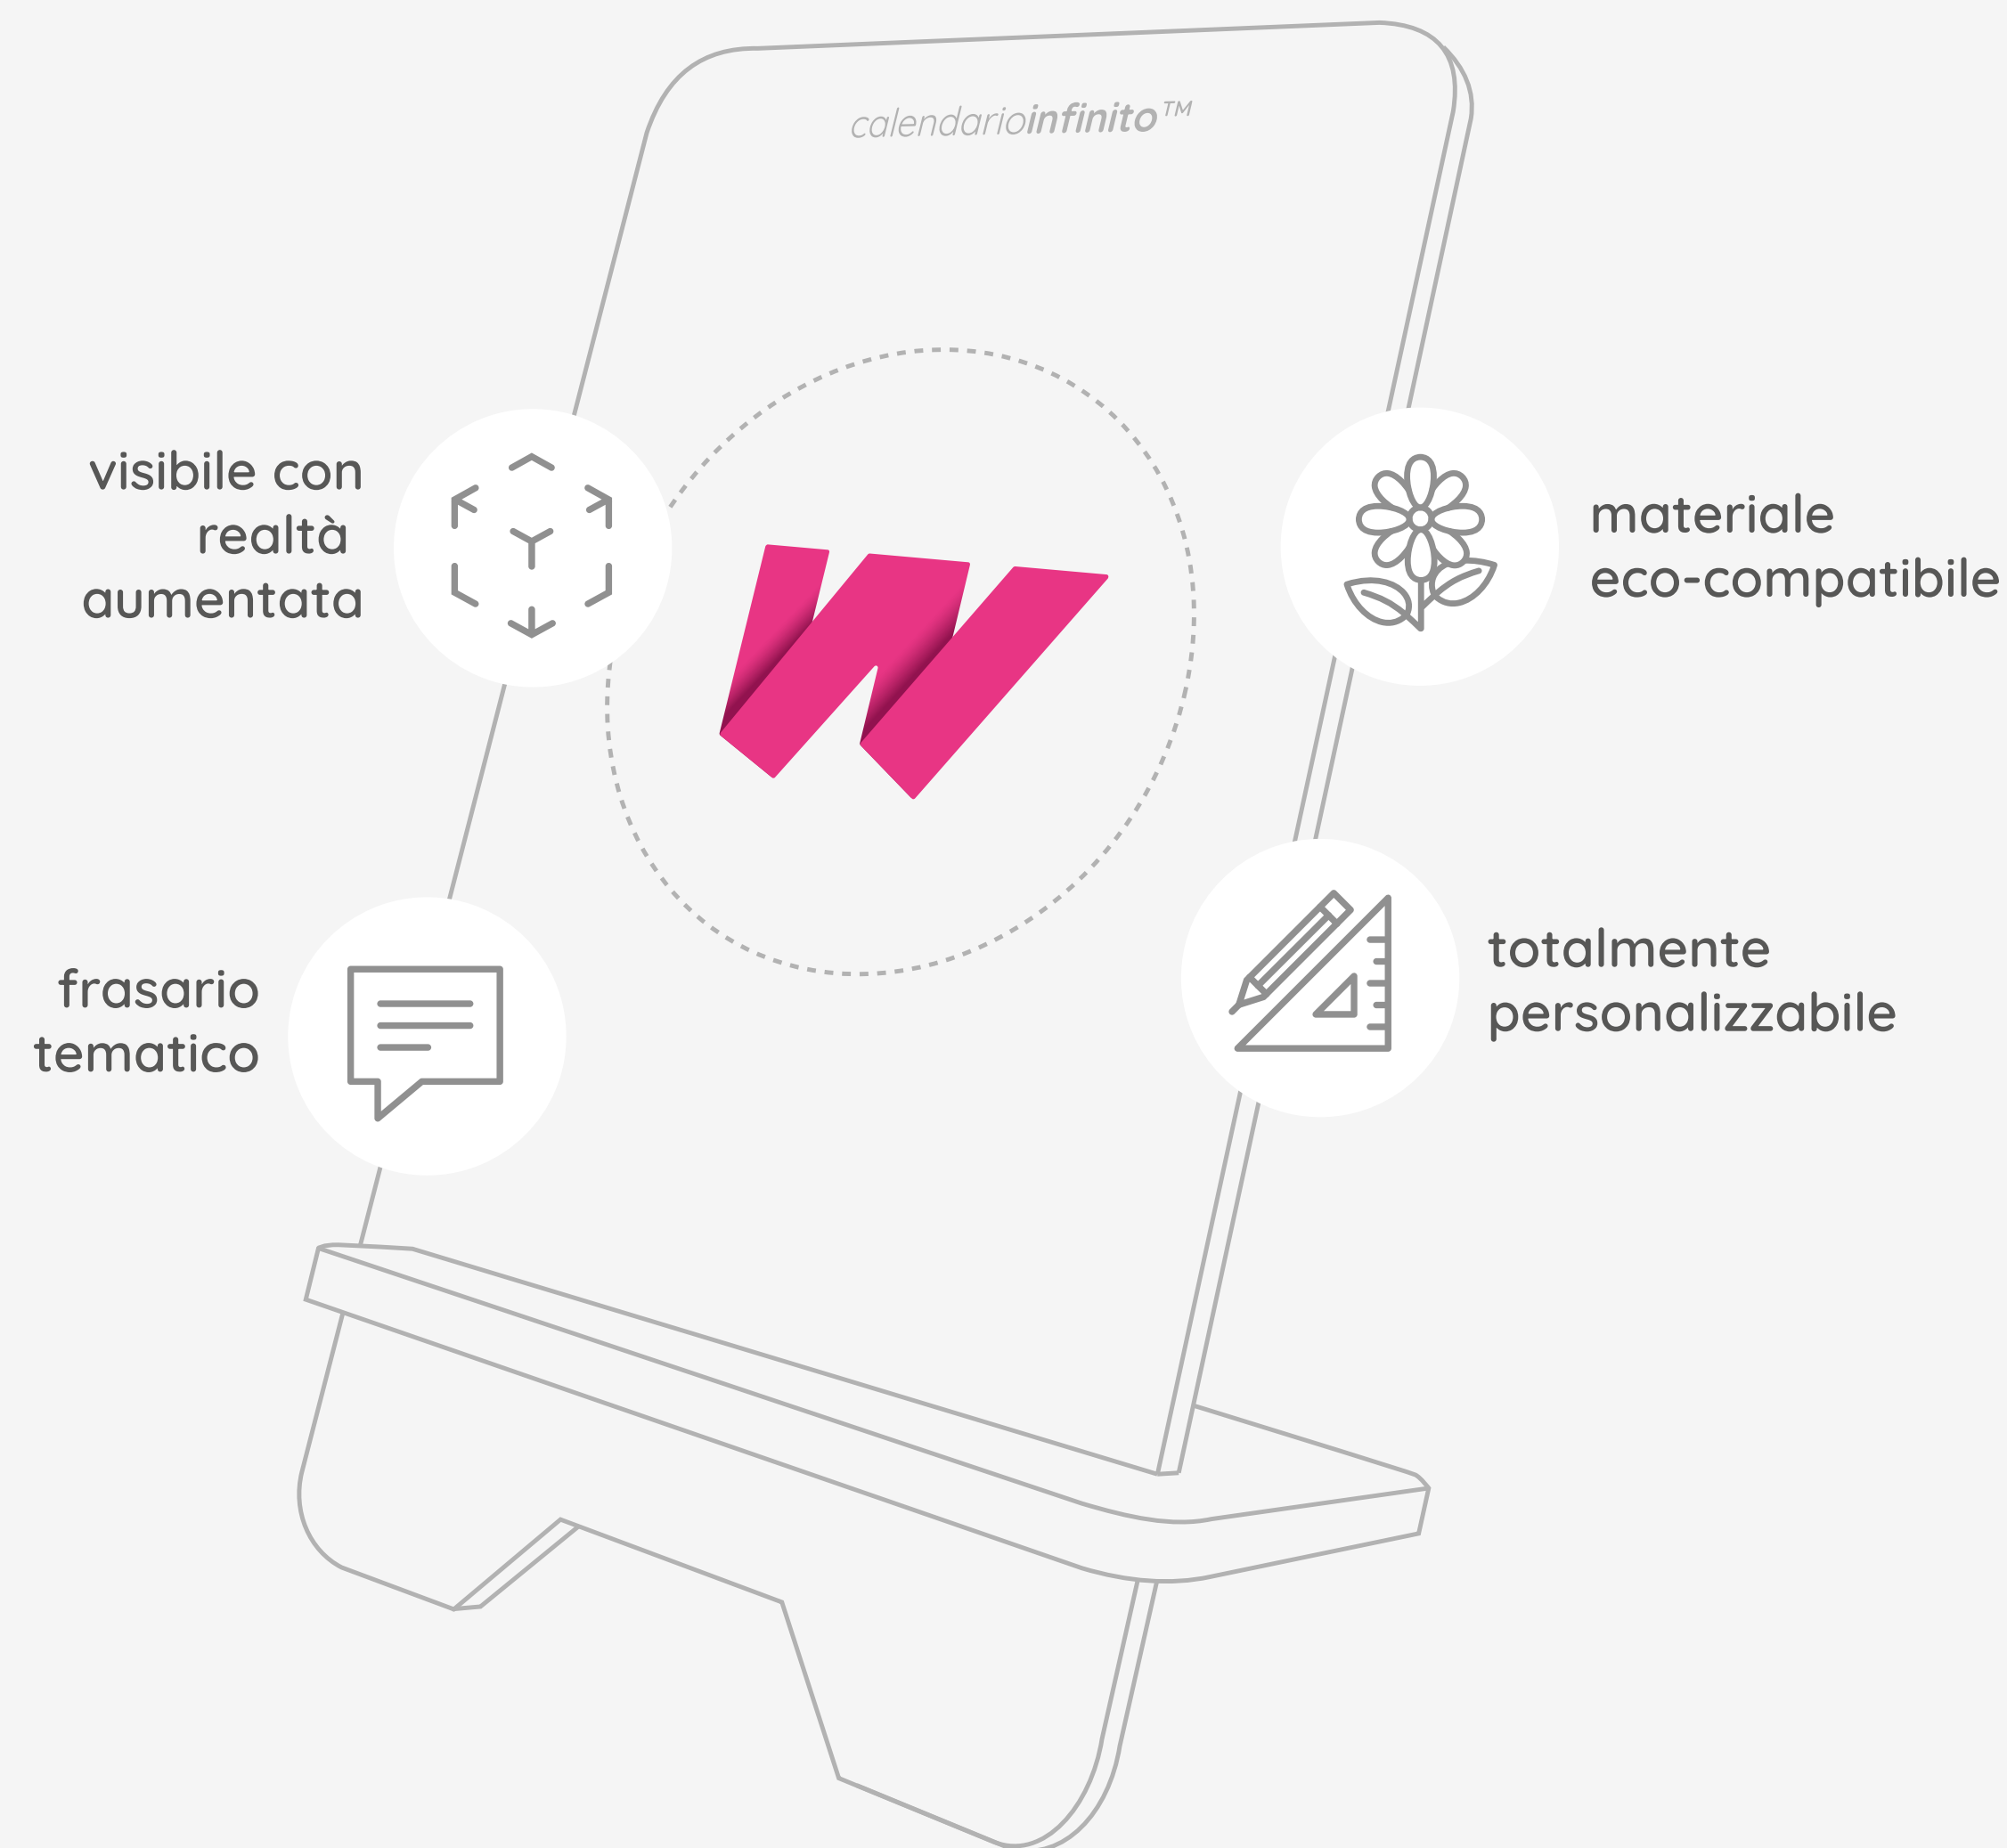 calendarioinfinito™
visibile con
realtà
aumentata
materiale
eco-compatibile
frasario
tematico
totalmente
personalizzabile